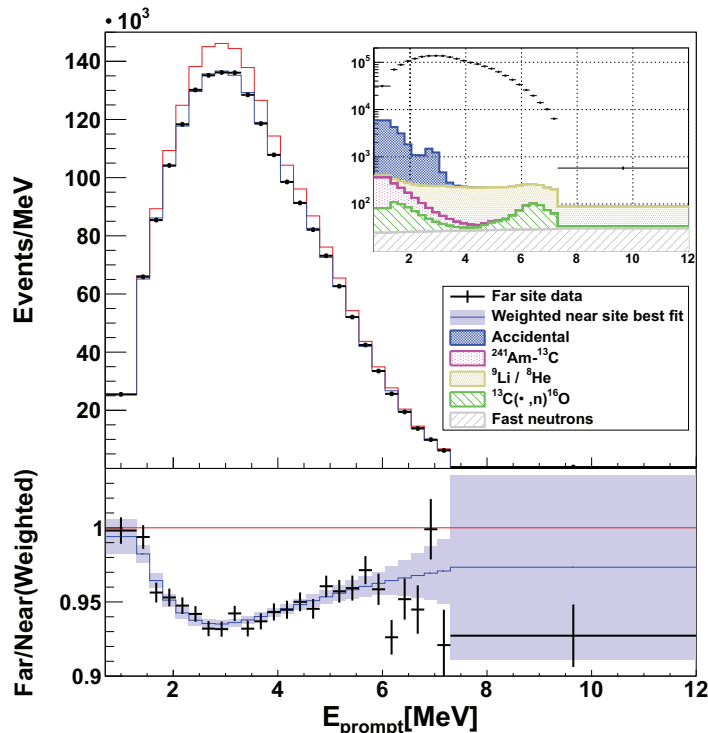 • 10³
140
120
100
80
60
40
20
Events/MeV
10⁵
10⁴
10³
10²
2 4 6 8 10 12
Far site data
Weighted near site best fit
Accidental
²⁴¹Am-¹³C
⁹Li / ⁸He
¹³C(• ,n)¹⁶O
Fast neutrons
1
0.95
0.9
Far/Near(Weighted)
2 4 6 8 10 12
E_prompt[MeV]